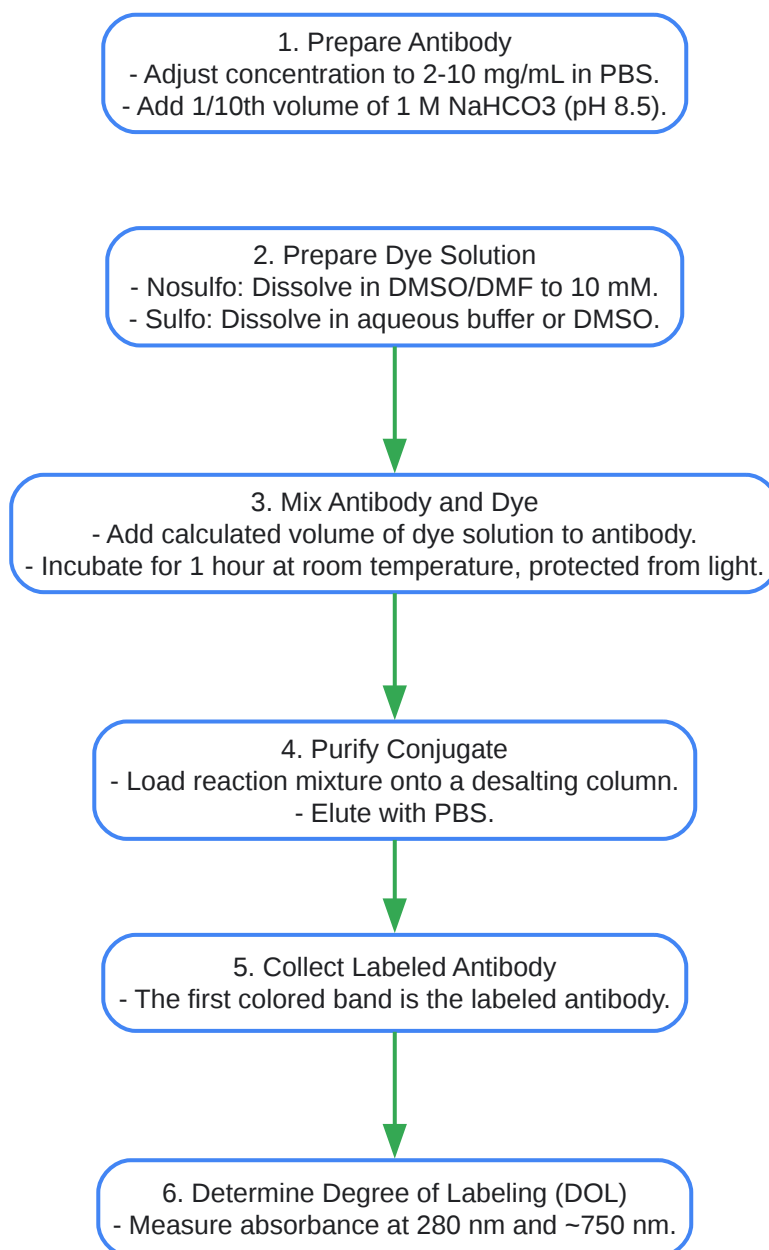 1. Prepare Antibody
- Adjust concentration to 2-10 mg/mL in PBS.
- Add 1/10th volume of 1 M NaHCO3 (pH 8.5).
2. Prepare Dye Solution
- Nosulfo: Dissolve in DMSO/DMF to 10 mM.
- Sulfo: Dissolve in aqueous buffer or DMSO.
3. Mix Antibody and Dye
- Add calculated volume of dye solution to antibody.
- Incubate for 1 hour at room temperature, protected from light.
4. Purify Conjugate
- Load reaction mixture onto a desalting column.
- Elute with PBS.
5. Collect Labeled Antibody
- The first colored band is the labeled antibody.
6. Determine Degree of Labeling (DOL)
- Measure absorbance at 280 nm and ~750 nm.